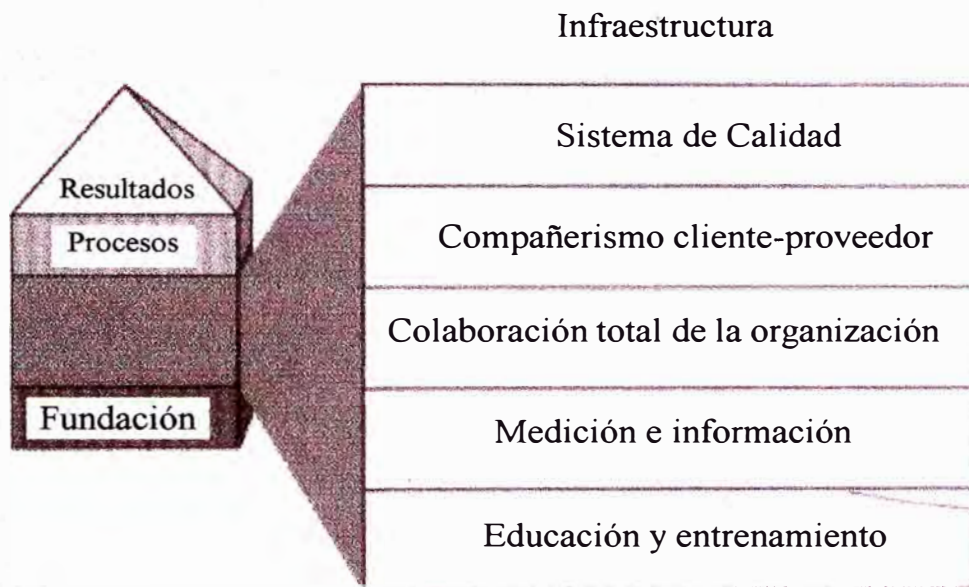 Infraestructura
Resultados
Procesos
Fundación
Sistema de Calidad
Compañerismo cliente-proveedor
Colaboración total de la organización
Medición e información
Educación y entrenamiento